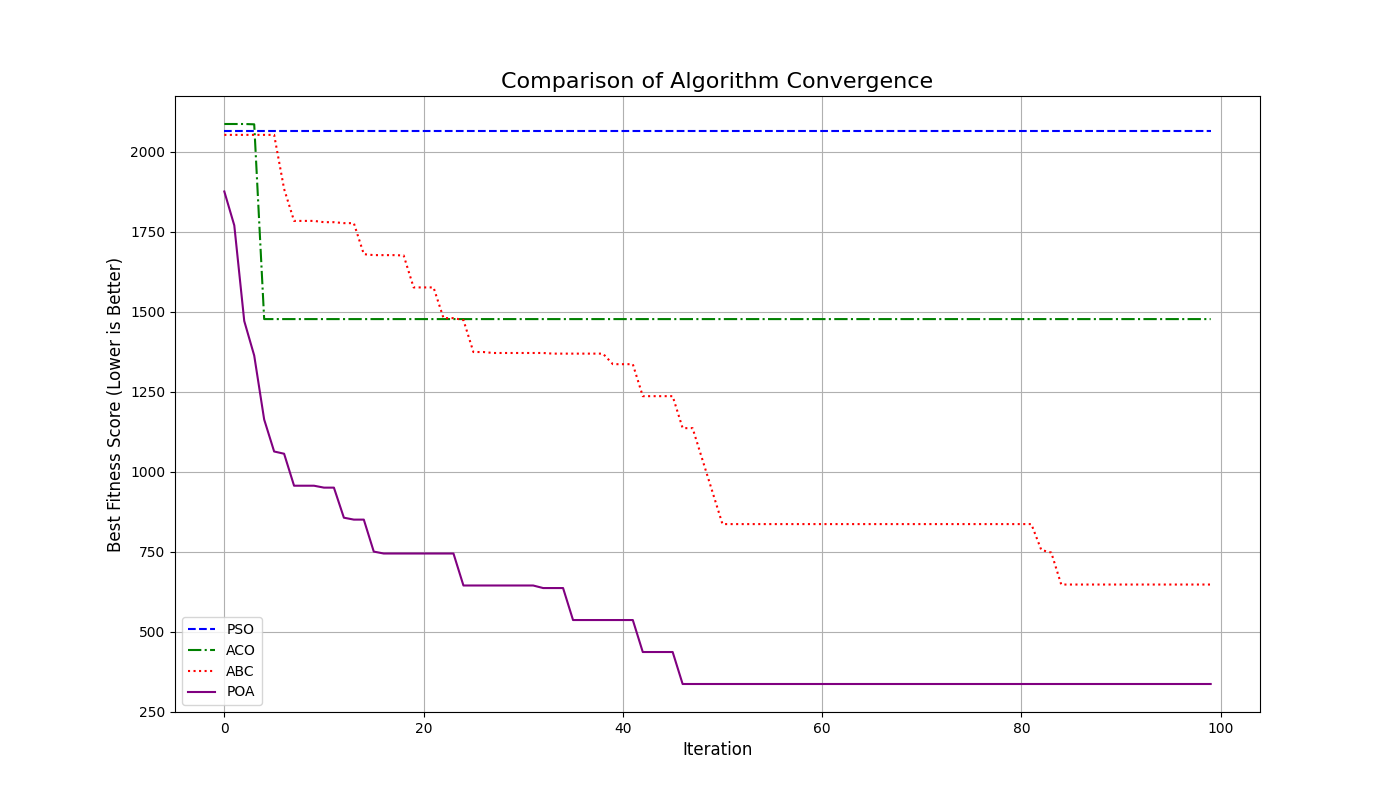 Comparison of Algorithm Convergence
Best Fitness Score (Lower is Better)
2000
1750
1500
1250
1000
750
500
250
PSO
ACO
ABC
POA
0 20 40 60 80 100
Iteration